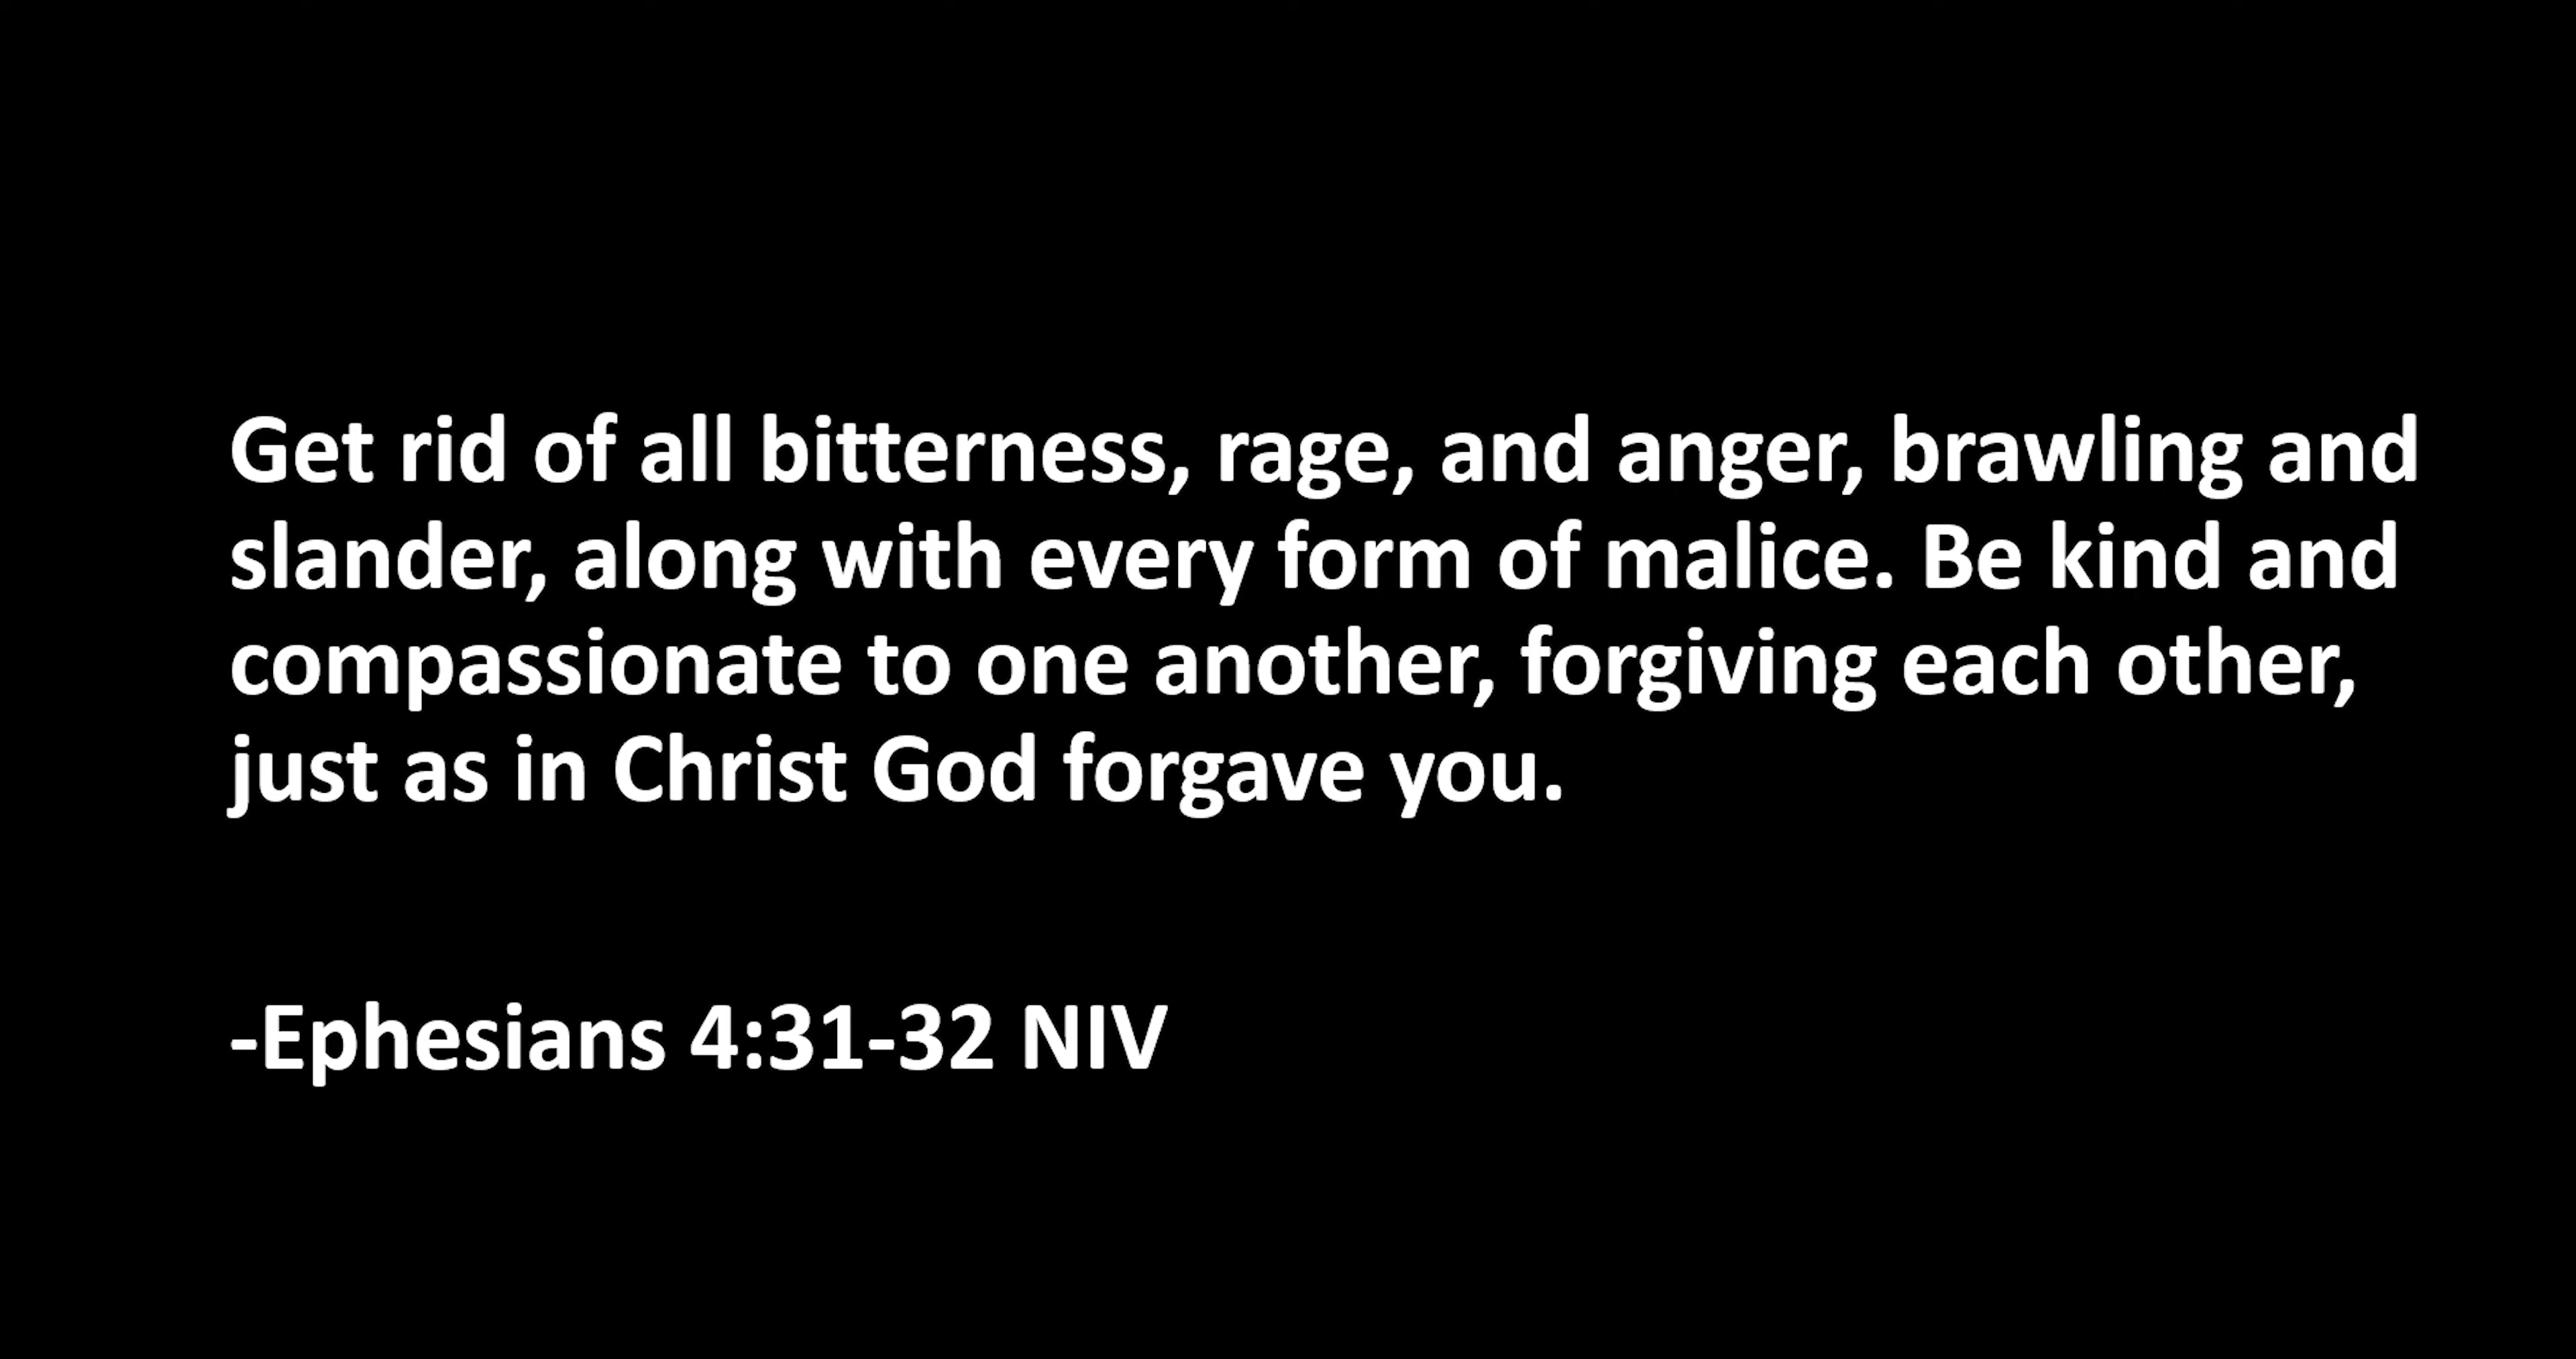 Get rid of all bitterness, rage, and anger, brawling and
slander, along with every form of malice. Be kind and
compassionate to one another, forgiving each other,
just as in Christ God forgave you.
-Ephesians 4:31-32 NIV